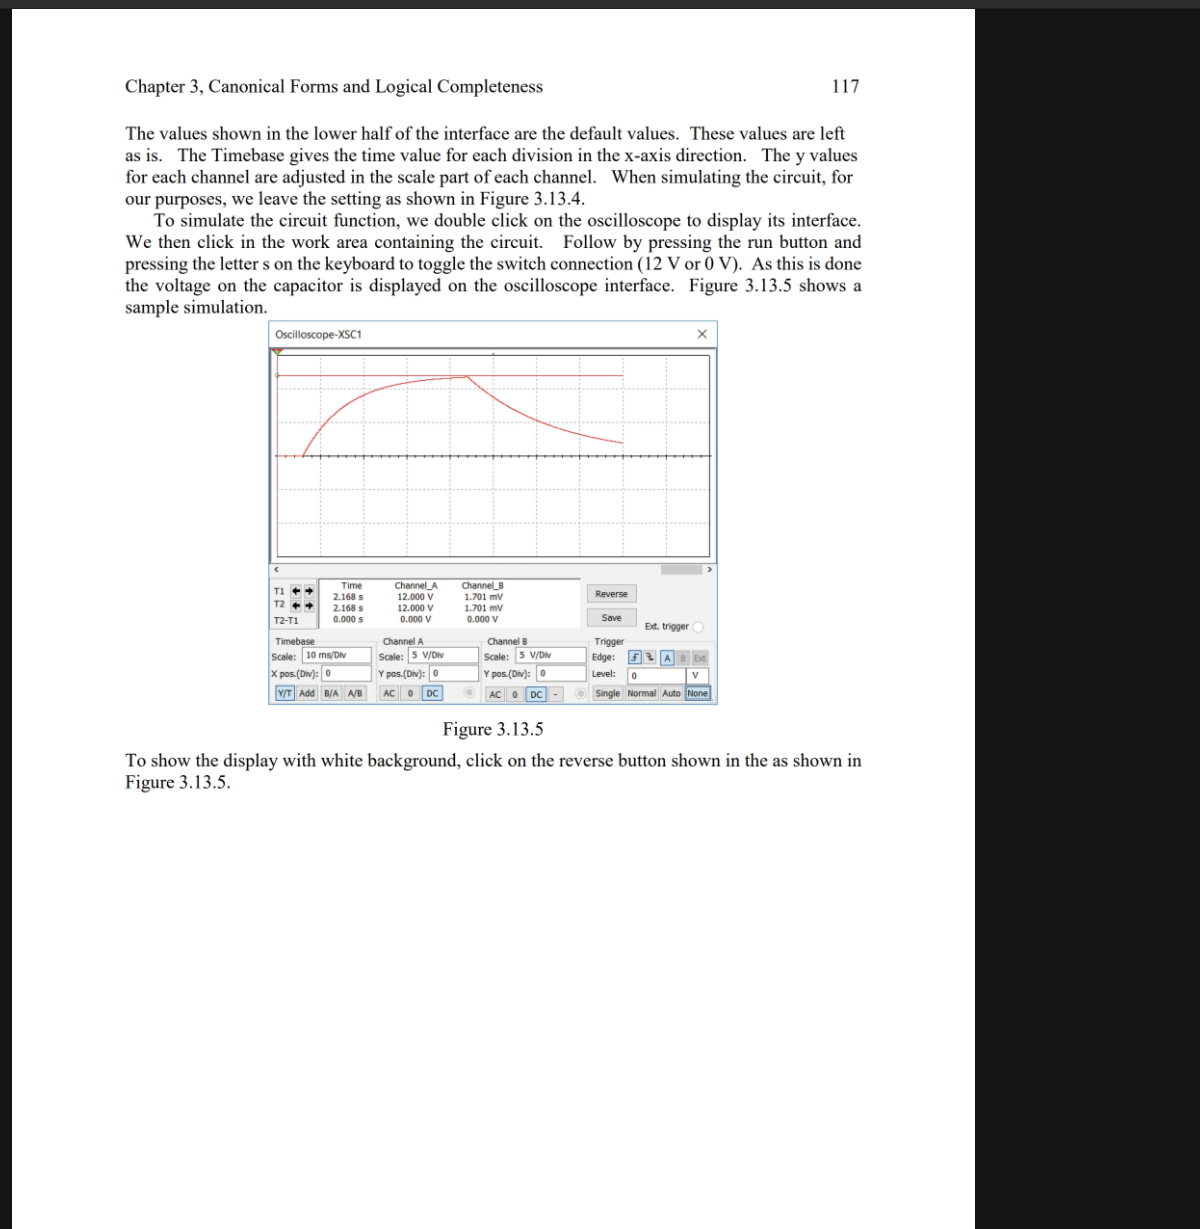 Chapter 3, Canonical Forms and Logical Completeness 117
The values shown in the lower half of the interface are the default values. These values are left
as is. The Timebase gives the time value for each division in the x-axis direction. The y values
for each channel are adjusted in the scale part of each channel. When simulating the circuit, for
our purposes, we leave the setting as shown in Figure 3.13.4.
To simulate the circuit function, we double click on the oscilloscope to display its interface.
We then click in the work area containing the circuit. Follow by pressing the run button and
pressing the letter s on the keyboard to toggle the switch connection (12 V or 0 V). As this is done
the voltage on the capacitor is displayed on the oscilloscope interface. Figure 3.13.5 shows a
sample simulation.
Oscilloscope-XSC1
Time Channel_A Channel_B
T1 2.168 s 12.000 V 1.701 mV
T2 2.168 s 12.000 V 1.701 mV
T2-T1 0.000 s 0.000 V 0.000 V
Reverse
Save
Ext. trigger
Timebase Channel A Channel B Trigger
Scale: 10 ms/Div Scale: 5 V/Div Scale: 5 V/Div Edge: A B Ext
X pos.(Div): 0 Y pos.(Div): 0 Y pos.(Div): 0 Level: 0 V
Y/T Add B/A A/B AC 0 DC AC 0 DC - Single Normal Auto None
Figure 3.13.5
To show the display with white background, click on the reverse button shown in the as shown in
Figure 3.13.5.